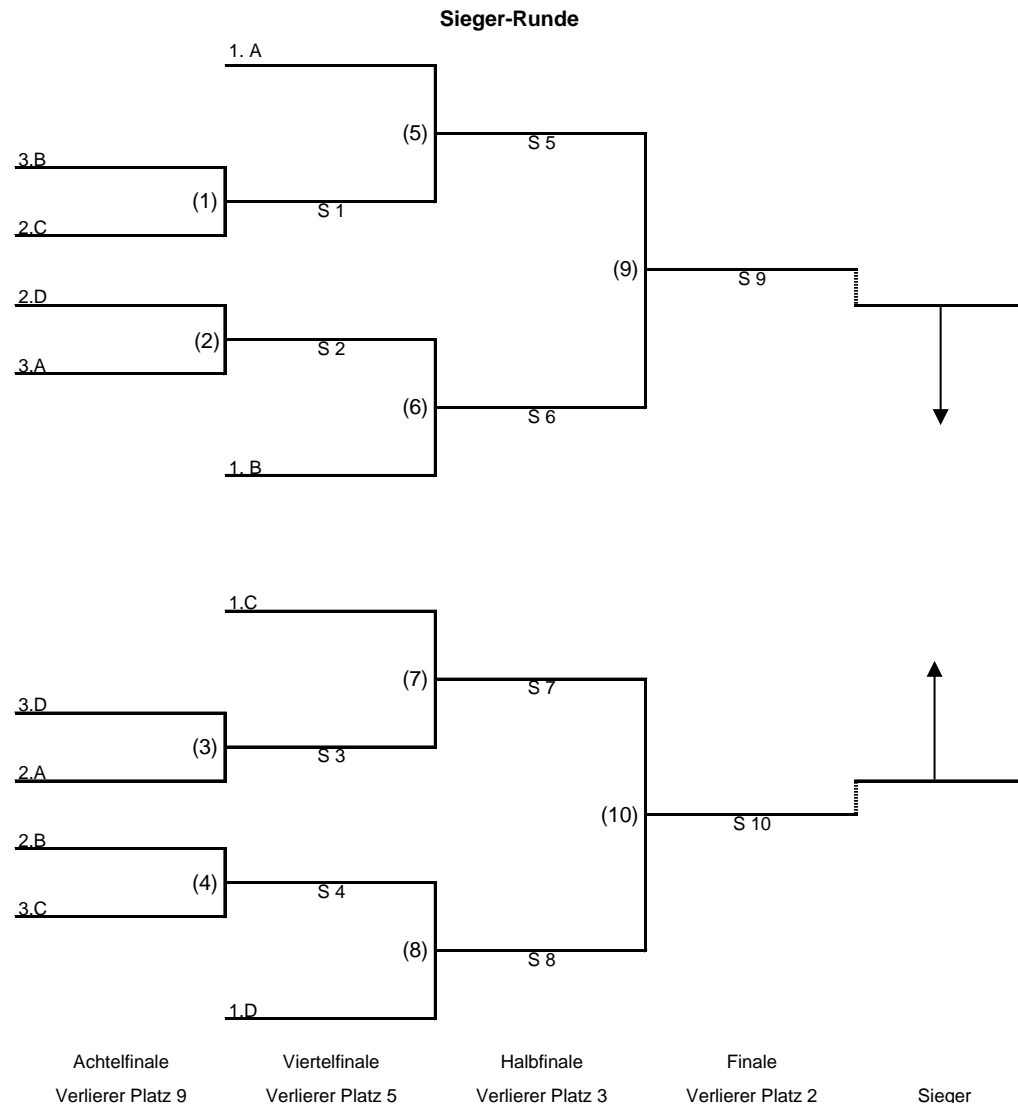 Sieger-Runde
1. A
(5)
S 5
3.B
(1)
S 1
2.C
(9)
S 9
2.D
(2)
S 2
3.A
(6)
S 6
1. B
1.C
(7)
S 7
3.D
(3)
S 3
2.A
(10)
S 10
2.B
(4)
S 4
3.C
(8)
S 8
1.D
Achtelfinale Viertelfinale Halbfinale Finale
Verlierer Platz 9 Verlierer Platz 5 Verlierer Platz 3 Verlierer Platz 2 Sieger